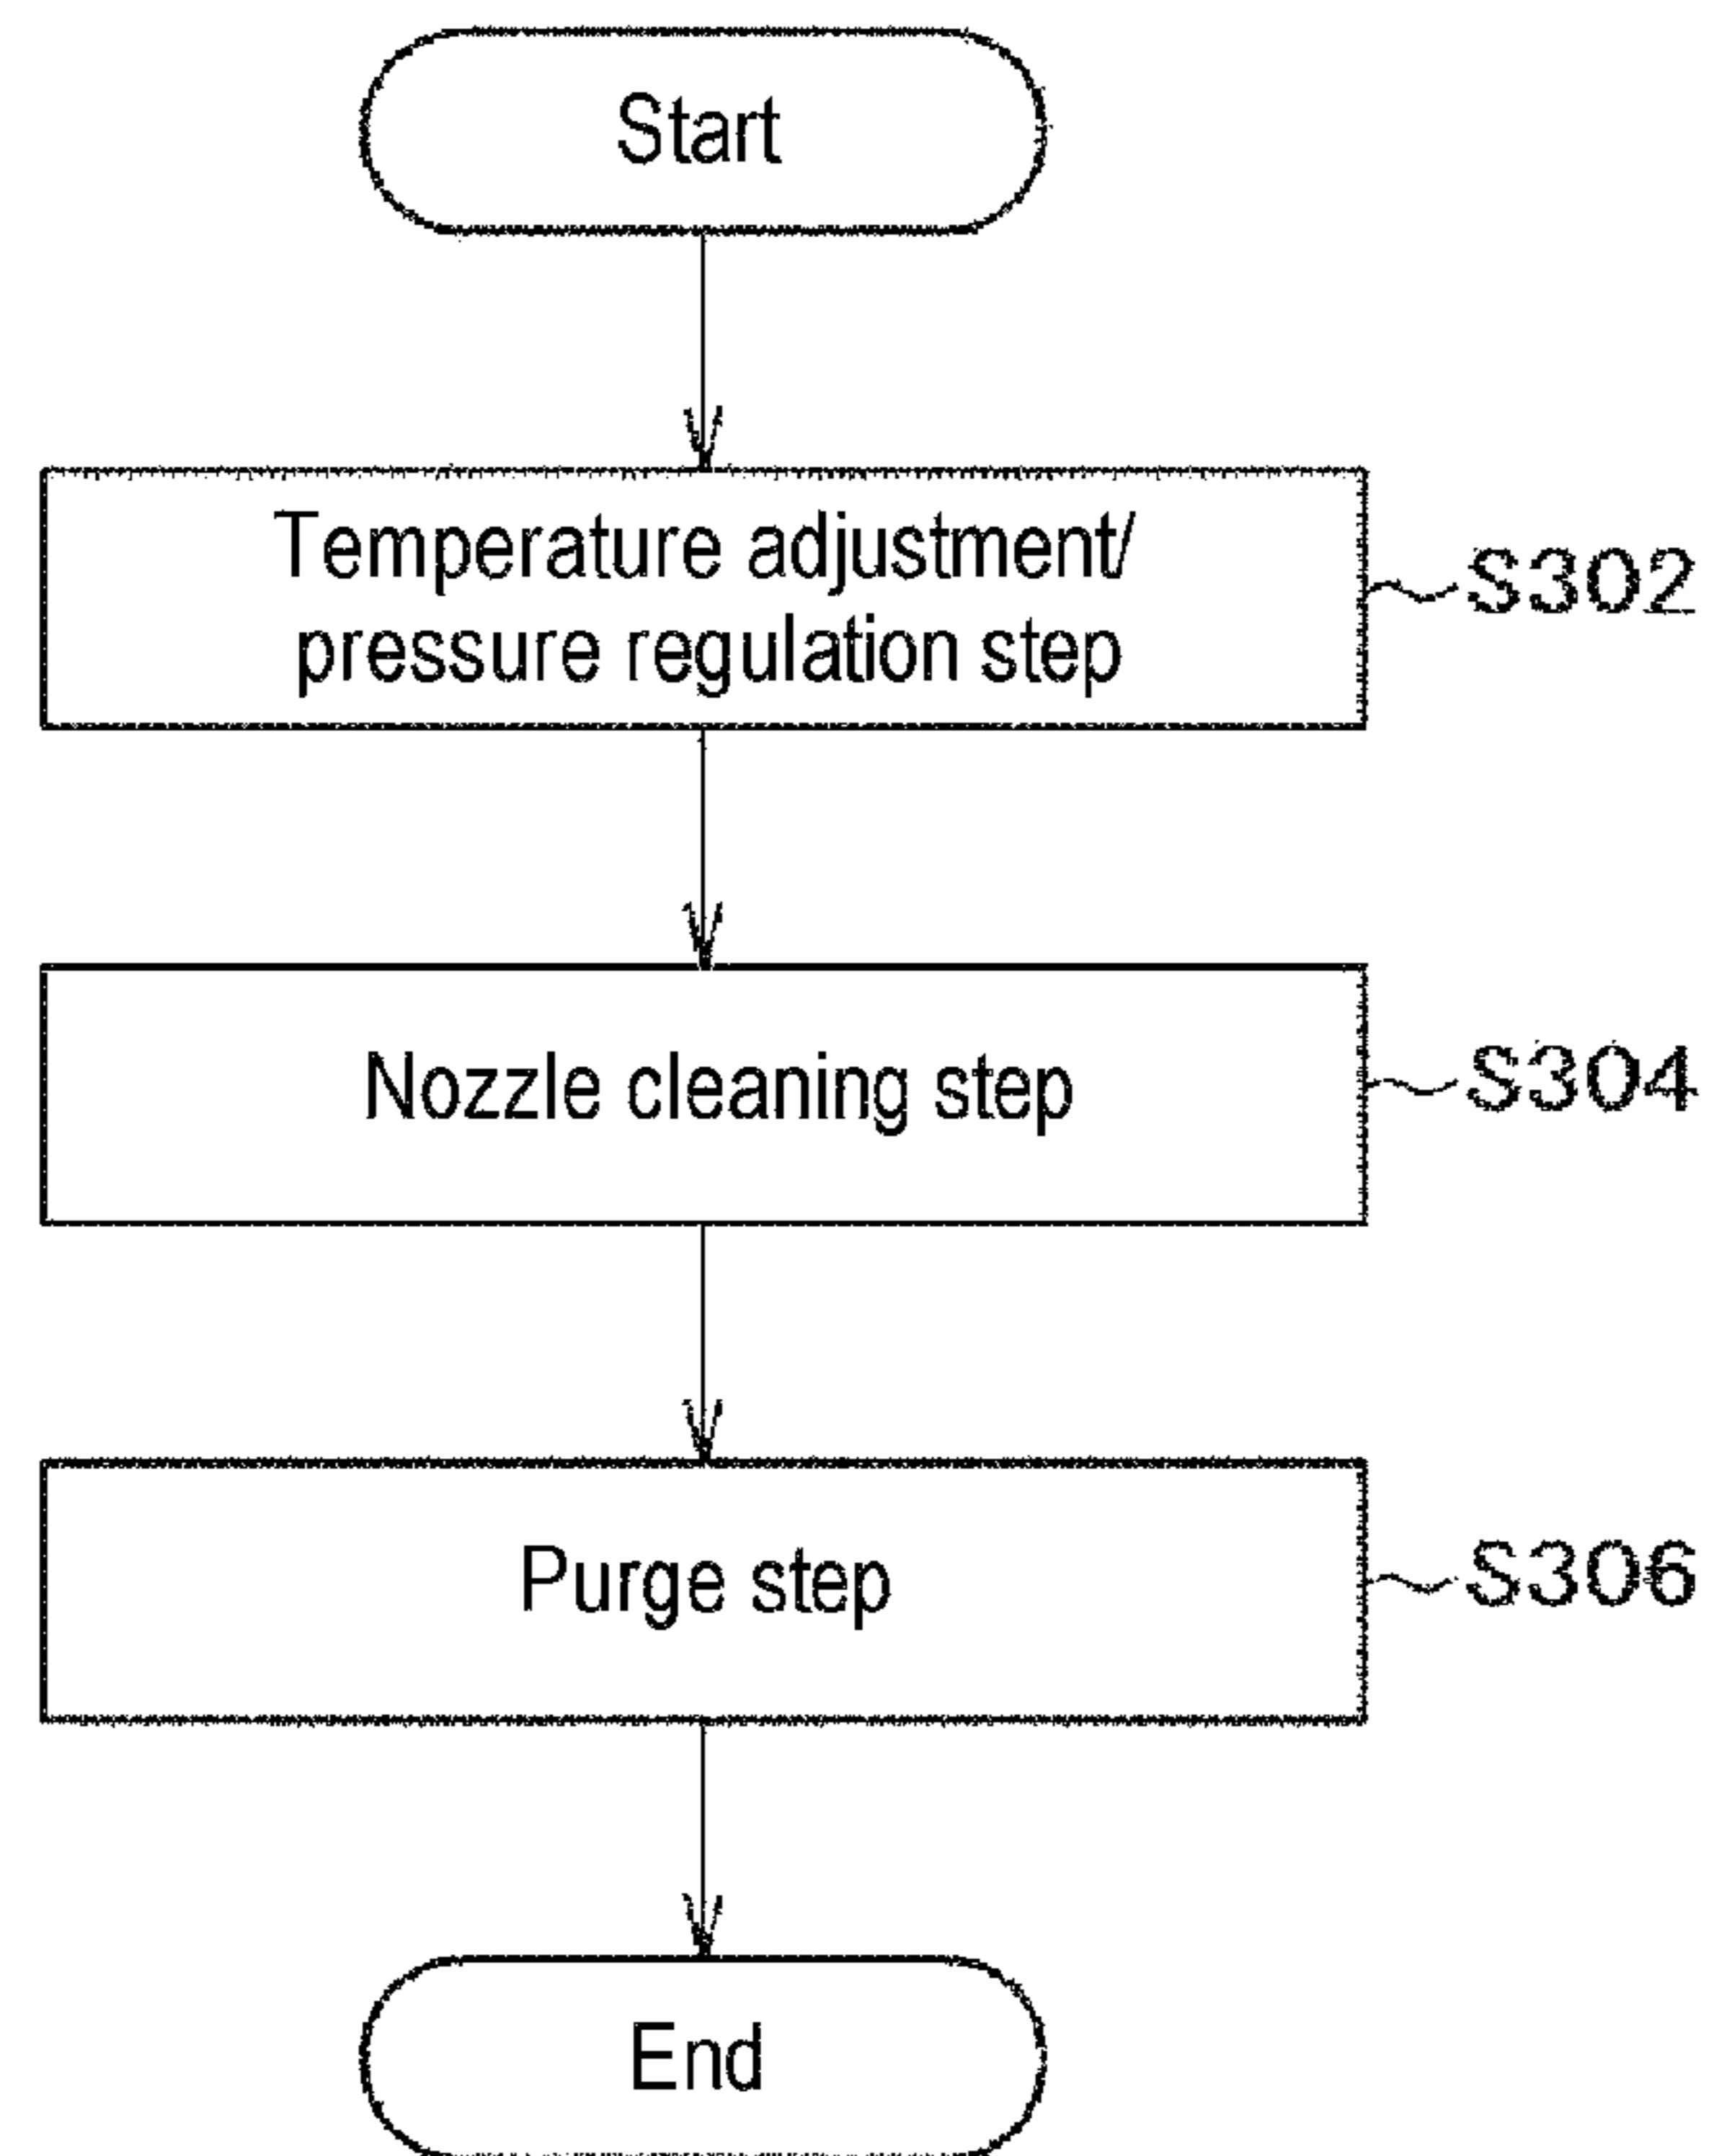 Start
Temperature adjustment/
pressure regulation step
S302
Nozzle cleaning step
S304
Purge step
S306
End